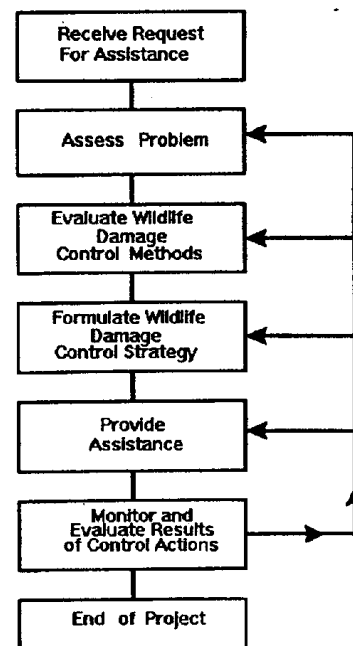 Receive Request
For Assistance
Assess Problem
Evaluate Wildlife
Damage
Control Methods
Formulate Wildlife
Damage
Control Strategy
Provide
Assistance
Monitor and
Evaluate Results
of Control Actions
End of Project